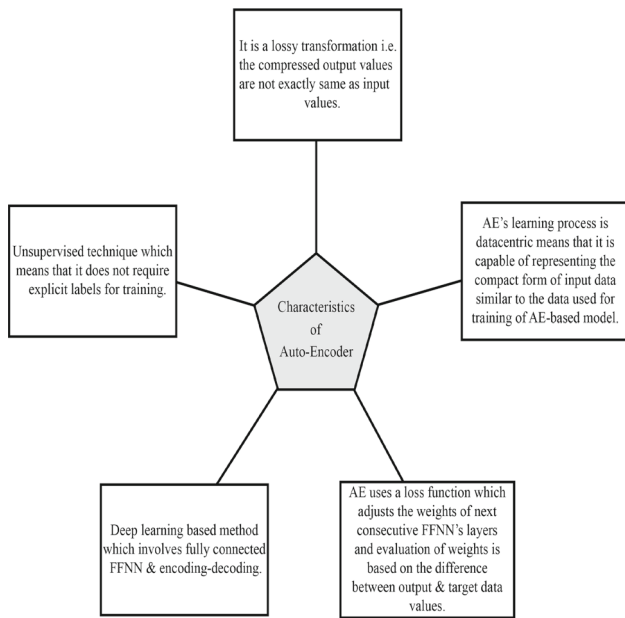 It is a lossy transformation i.e.
the compressed output values
are not exactly same as input
values.
Unsupervised technique which
means that it does not require
explicit labels for training.
AE's learning process is
datacentric means that it is
capable of representing the
compact form of input data
similar to the data used for
training of AE-based model.
Characteristics
of
Auto-Encoder
Deep learning based method
which involves fully connected
FFNN & encoding-decoding.
AE uses a loss function which
adjusts the weights of next
consecutive FFNN's layers
and evaluation of weights is
based on the difference
between output & target data
values.